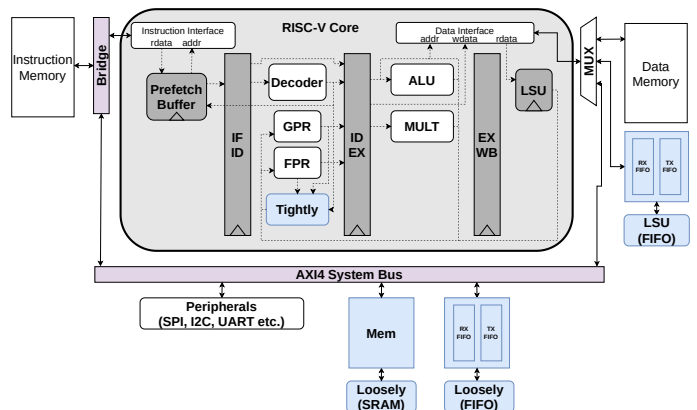 RISC-V Core
Instruction
Memory
Bridge
Instruction Interface
rdata addr
Data Interface
addr wdata rdata
MUX
Data
Memory
Prefetch
Buffer
IF
ID
Decoder
GPR
FPR
Tightly
ID
EX
ALU
MULT
EX
WB
LSU
RX
FIFO
TX
FIFO
LSU
(FIFO)
AXI4 System Bus
Peripherals
(SPI, I2C, UART etc.)
Mem
RX
FIFO
TX
FIFO
Loosely
(SRAM)
Loosely
(FIFO)